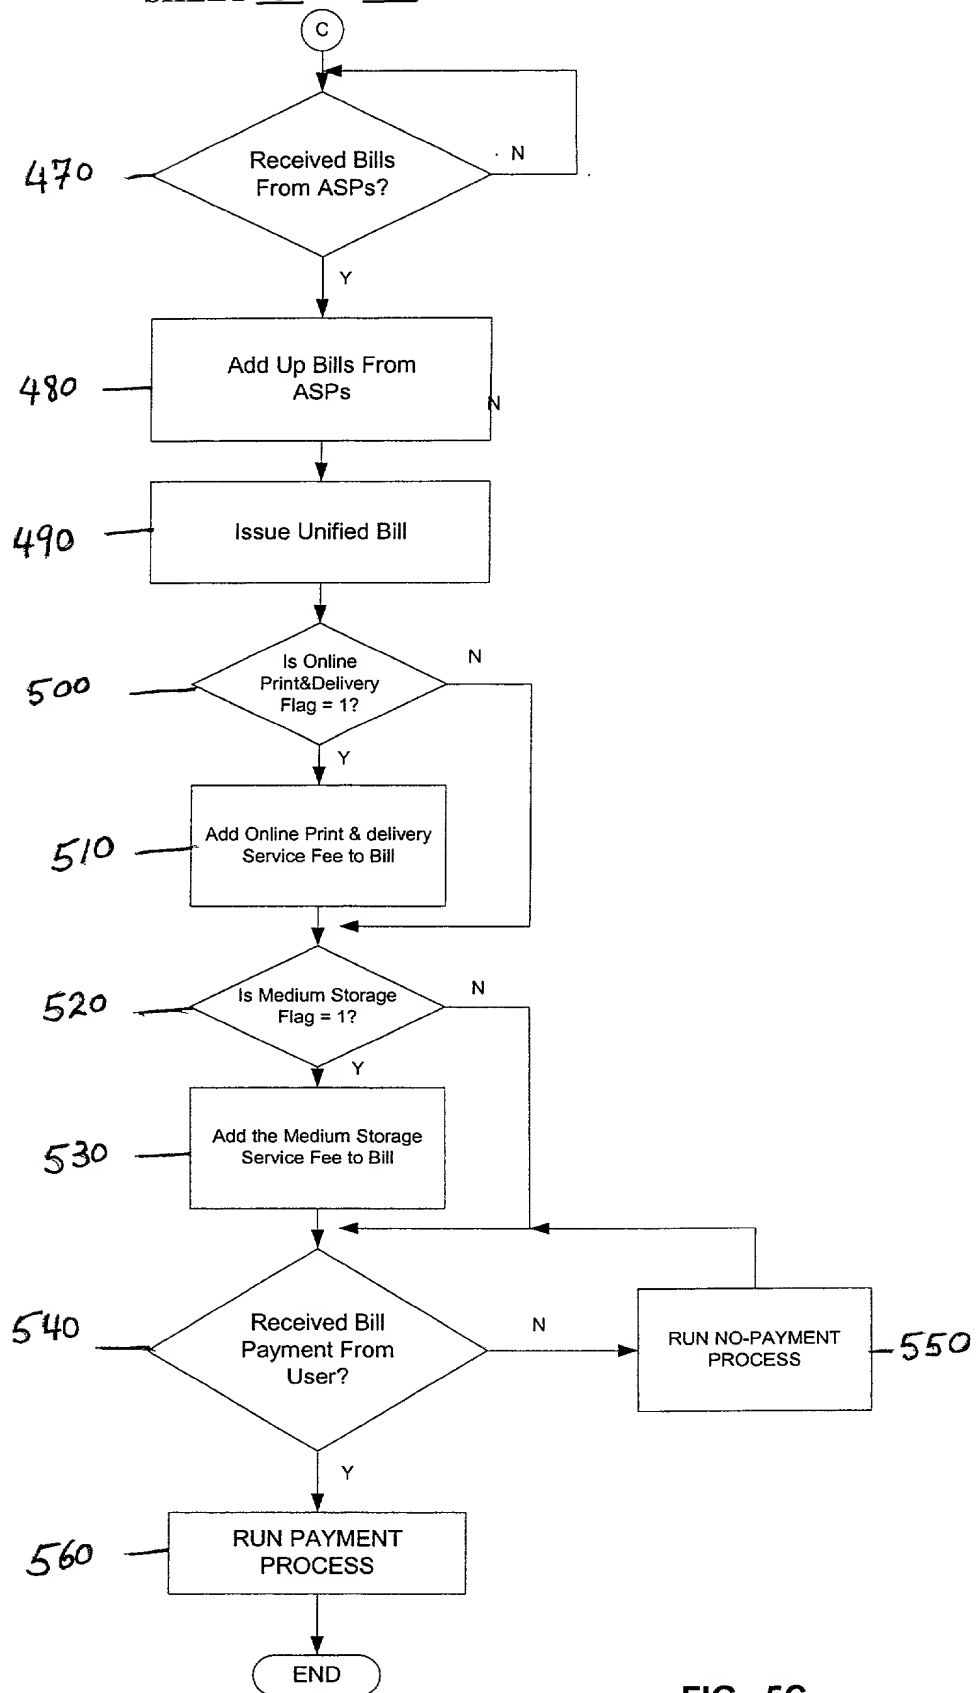 C
Received Bills
From ASPs?
N
470
Y
Add Up Bills From
ASPs
N
480
Issue Unified Bill
490
Is Online
Print&Delivery
Flag = 1?
N
500
Y
Add Online Print & delivery
Service Fee to Bill
510
Is Medium Storage
Flag = 1?
N
520
Y
Add the Medium Storage
Service Fee to Bill
530
Received Bill
Payment From
User?
N
540
RUN NO-PAYMENT
PROCESS
550
Y
RUN PAYMENT
PROCESS
560
END